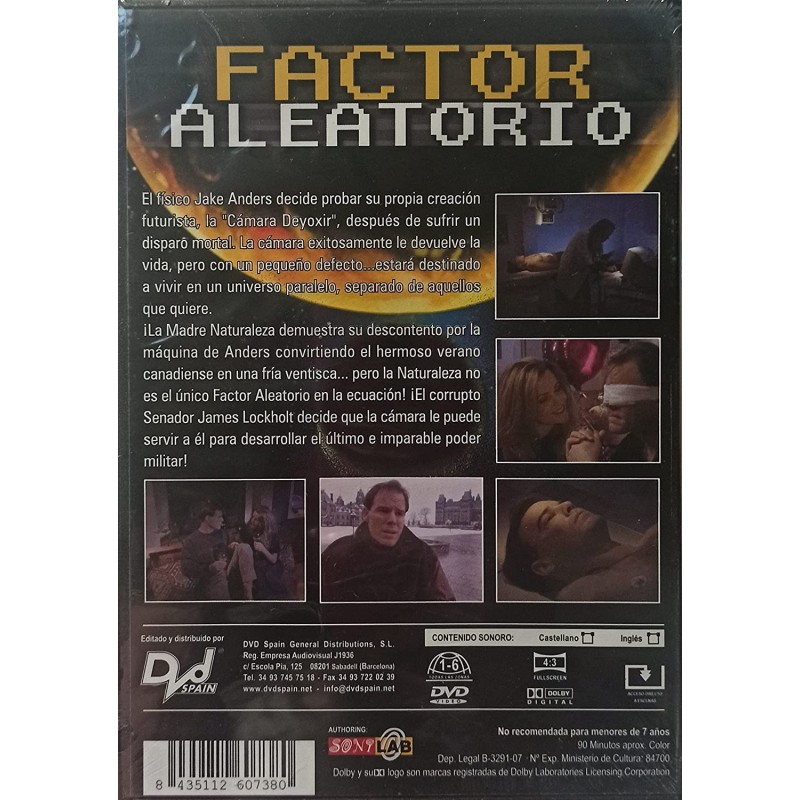 FACTOR
ALEATORIO
El físico Jake Anders decide probar su propia creación
futurista, la "Cámara Deyoxir", después de sufrir un
disparo mortal. La cámara exitosamente le devuelve la
vida, pero con un pequeño defecto...estará destinado
a vivir en un universo paralelo, separado de aquellos
que quiere.
¡La Madre Naturaleza demuestra su descontento por la
máquina de Anders convirtiendo el hermoso verano
canadiense en una fría ventisca... pero la Naturaleza no
es el único Factor Aleatorio en la ecuación! ¡El corrupto
Senador James Lockholt decide que la cámara le puede
servir a él para desarrollar el último e imparable poder
militar!
Editado y distribuido por
DVD SPAIN
DVD Spain General Distributions, S.L.
Reg. Empresa Audiovisual J1936
c/ Escola Pia, 125 08201 Sabadell (Barcelona)
Tel. 34 93 745 75 18 - Fax 34 93 722 02 39
www.dvdspain.net - info@dvdspain.net
CONTENIDO SONORO: Castellano Inglés
1-6
TODAS LAS ZONAS
DVD
VIDEO
4:3
FULLSCREEN
DOLBY
DIGITAL
ACCESO DIRECTO
A ESCENAS
AUTHORING:
SONYLAB
No recomendada para menores de 7 años
90 Minutos aprox. Color
Dep. Legal B-3291-07 · Nº Exp. Ministerio de Cultura: 84700
Dolby y su logo son marcas registradas de Dolby Laboratories Licensing Corporation
8 435112 607380